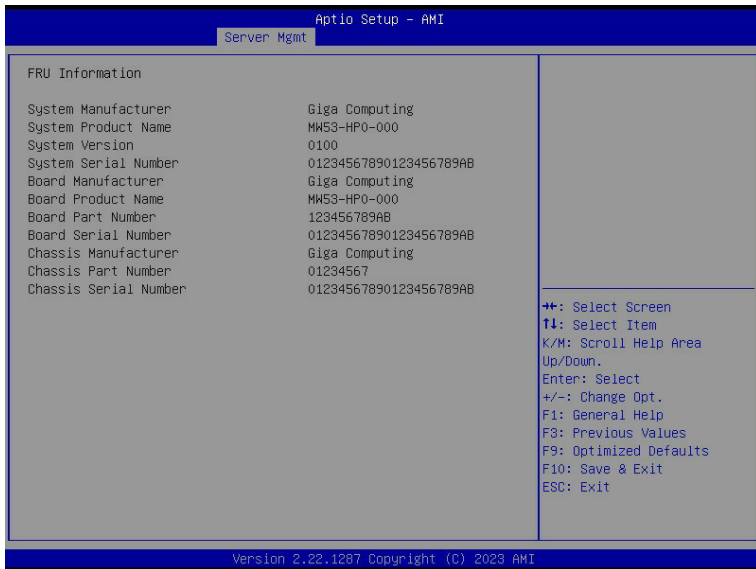 Aptio Setup – AMI
Server Mgmt
FRU Information
System Manufacturer Giga Computing
System Product Name MW53-HP0-000
System Version 0100
System Serial Number 01234567890123456789AB
Board Manufacturer Giga Computing
Board Product Name MW53-HP0-000
Board Part Number 123456789AB
Board Serial Number 01234567890123456789AB
Chassis Manufacturer Giga Computing
Chassis Part Number 01234567
Chassis Serial Number 01234567890123456789AB
→←: Select Screen
↑↓: Select Item
K/M: Scroll Help Area
Up/Down.
Enter: Select
+/-: Change Opt.
F1: General Help
F3: Previous Values
F9: Optimized Defaults
F10: Save & Exit
ESC: Exit
Version 2.22.1287 Copyright (C) 2023 AMI